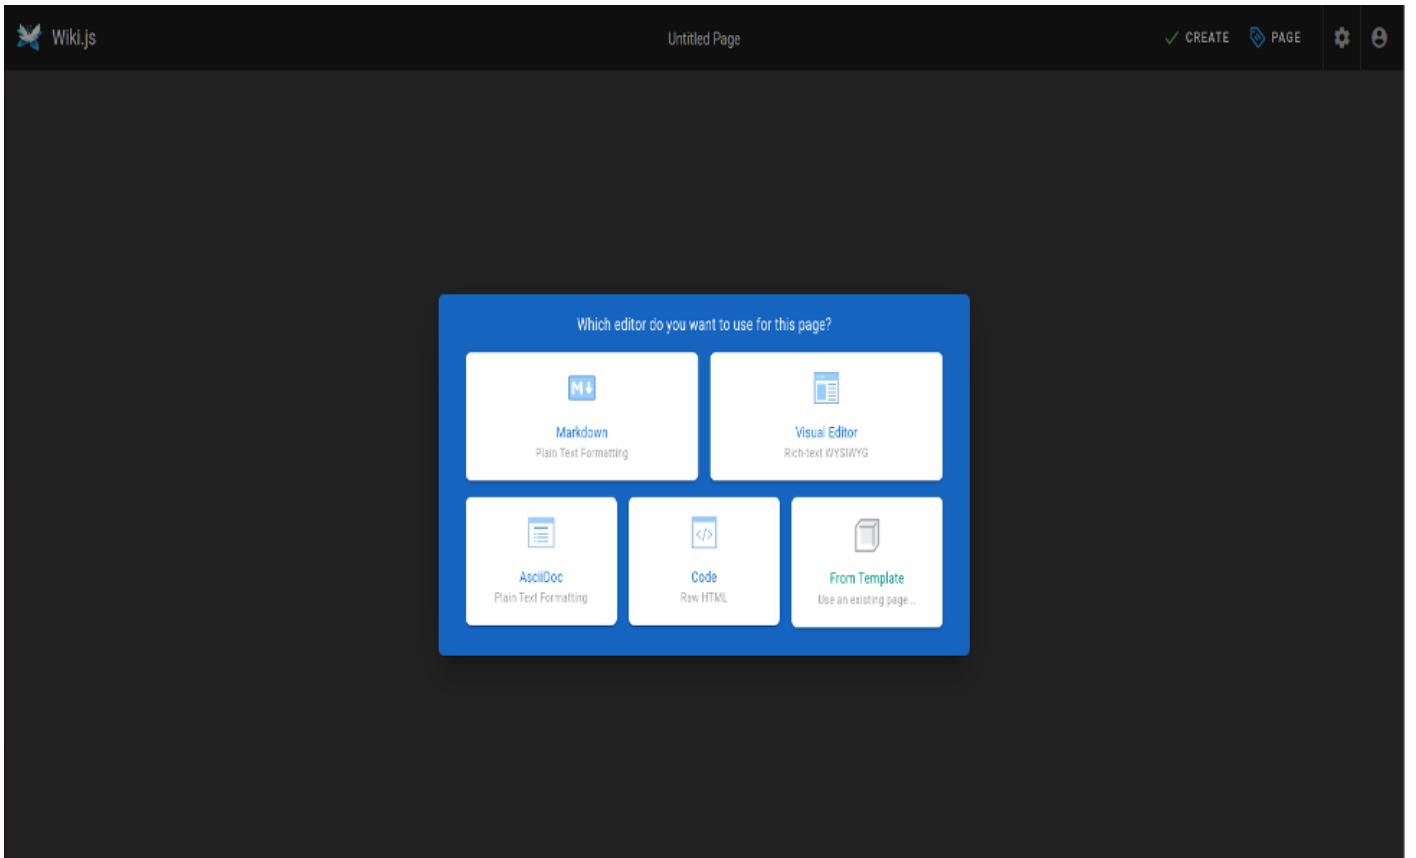 Wiki.js
Untitled Page
CREATE
PAGE
Which editor do you want to use for this page?
M
Markdown
Plain Text Formatting
Visual Editor
Rich-text WYSIWYG
AsciiDoc
Plain Text Formatting
</>
Code
Raw HTML
From Template
Use an existing page...